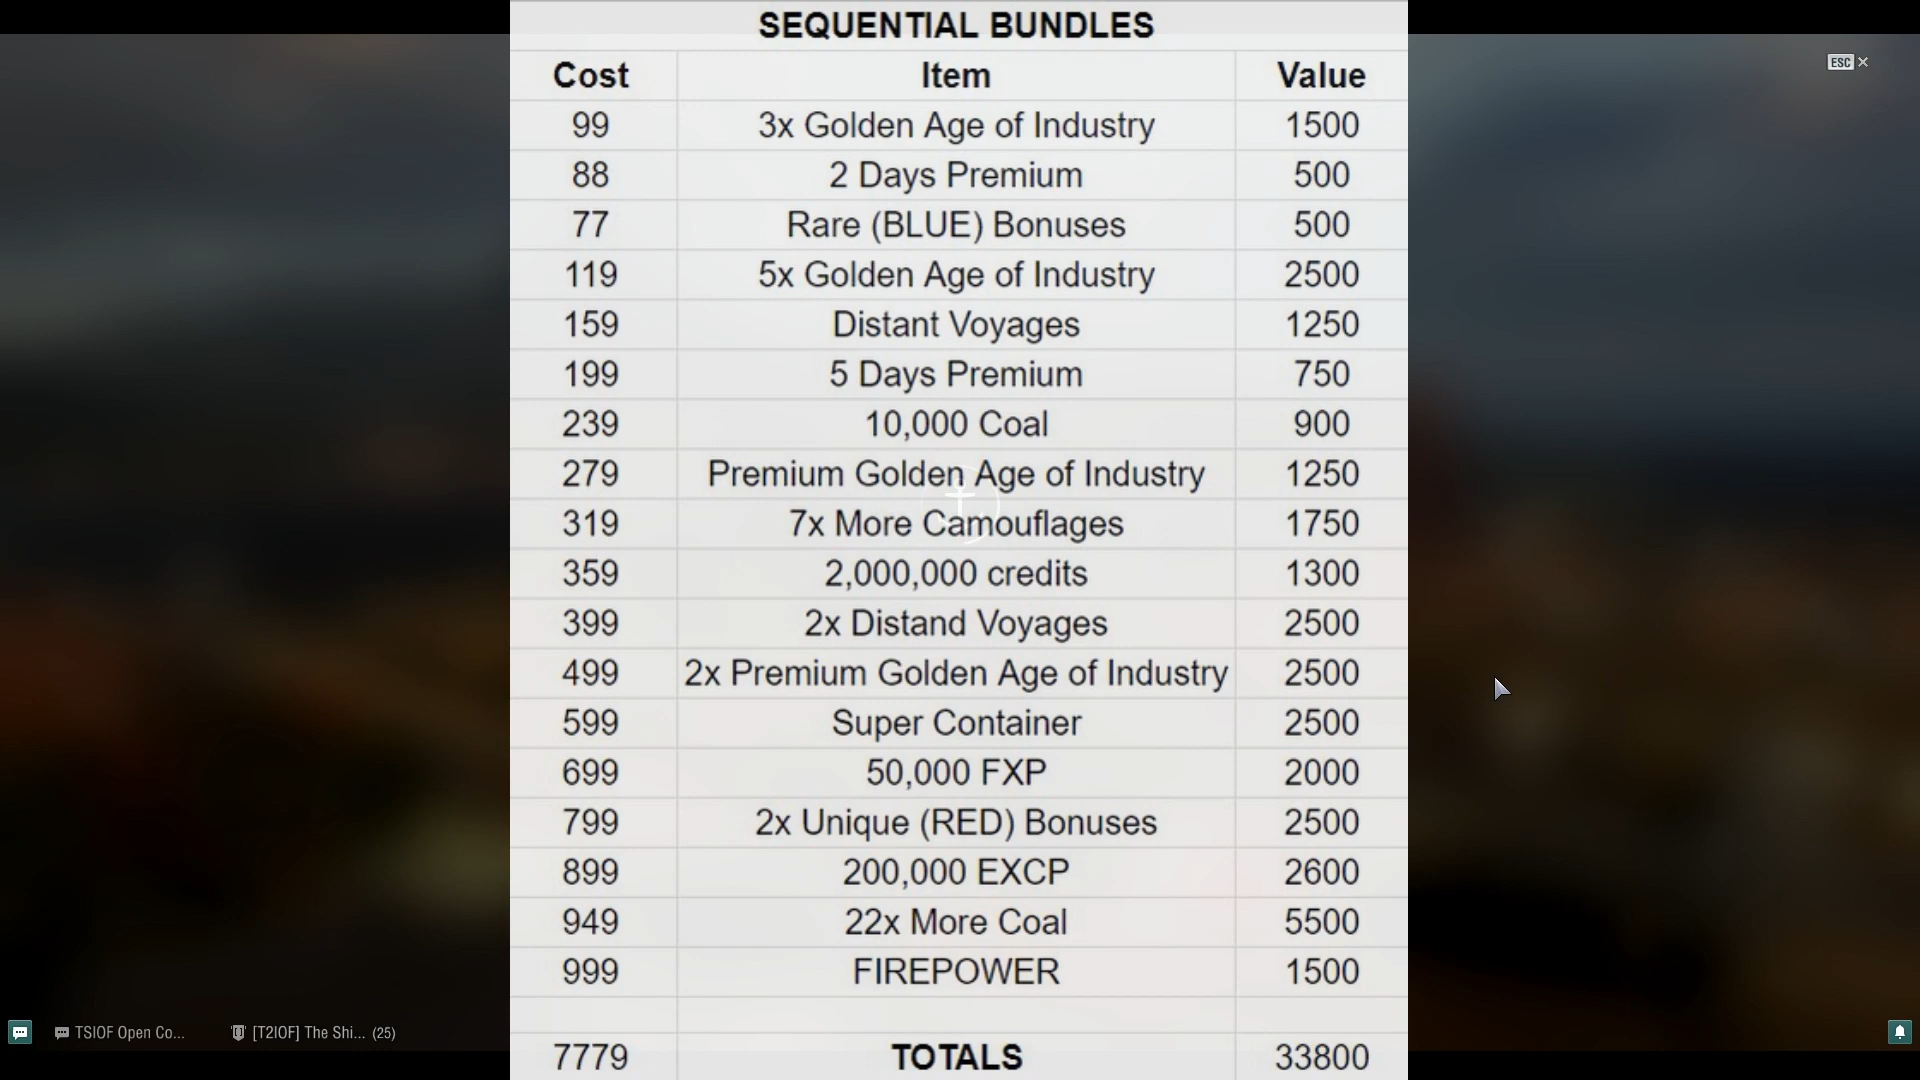 SEQUENTIAL BUNDLES
Cost Item Value
99 3x Golden Age of Industry 1500
88 2 Days Premium 500
77 Rare (BLUE) Bonuses 500
119 5x Golden Age of Industry 2500
159 Distant Voyages 1250
199 5 Days Premium 750
239 10,000 Coal 900
279 Premium Golden Age of Industry 1250
319 7x More Camouflages 1750
359 2,000,000 credits 1300
399 2x Distand Voyages 2500
499 2x Premium Golden Age of Industry 2500
599 Super Container 2500
699 50,000 FXP 2000
799 2x Unique (RED) Bonuses 2500
899 200,000 EXCP 2600
949 22x More Coal 5500
999 FIREPOWER 1500
7779 TOTALS 33800
ESC ×
TSIOF Open Co... [T2IOF] The Shi... (25)